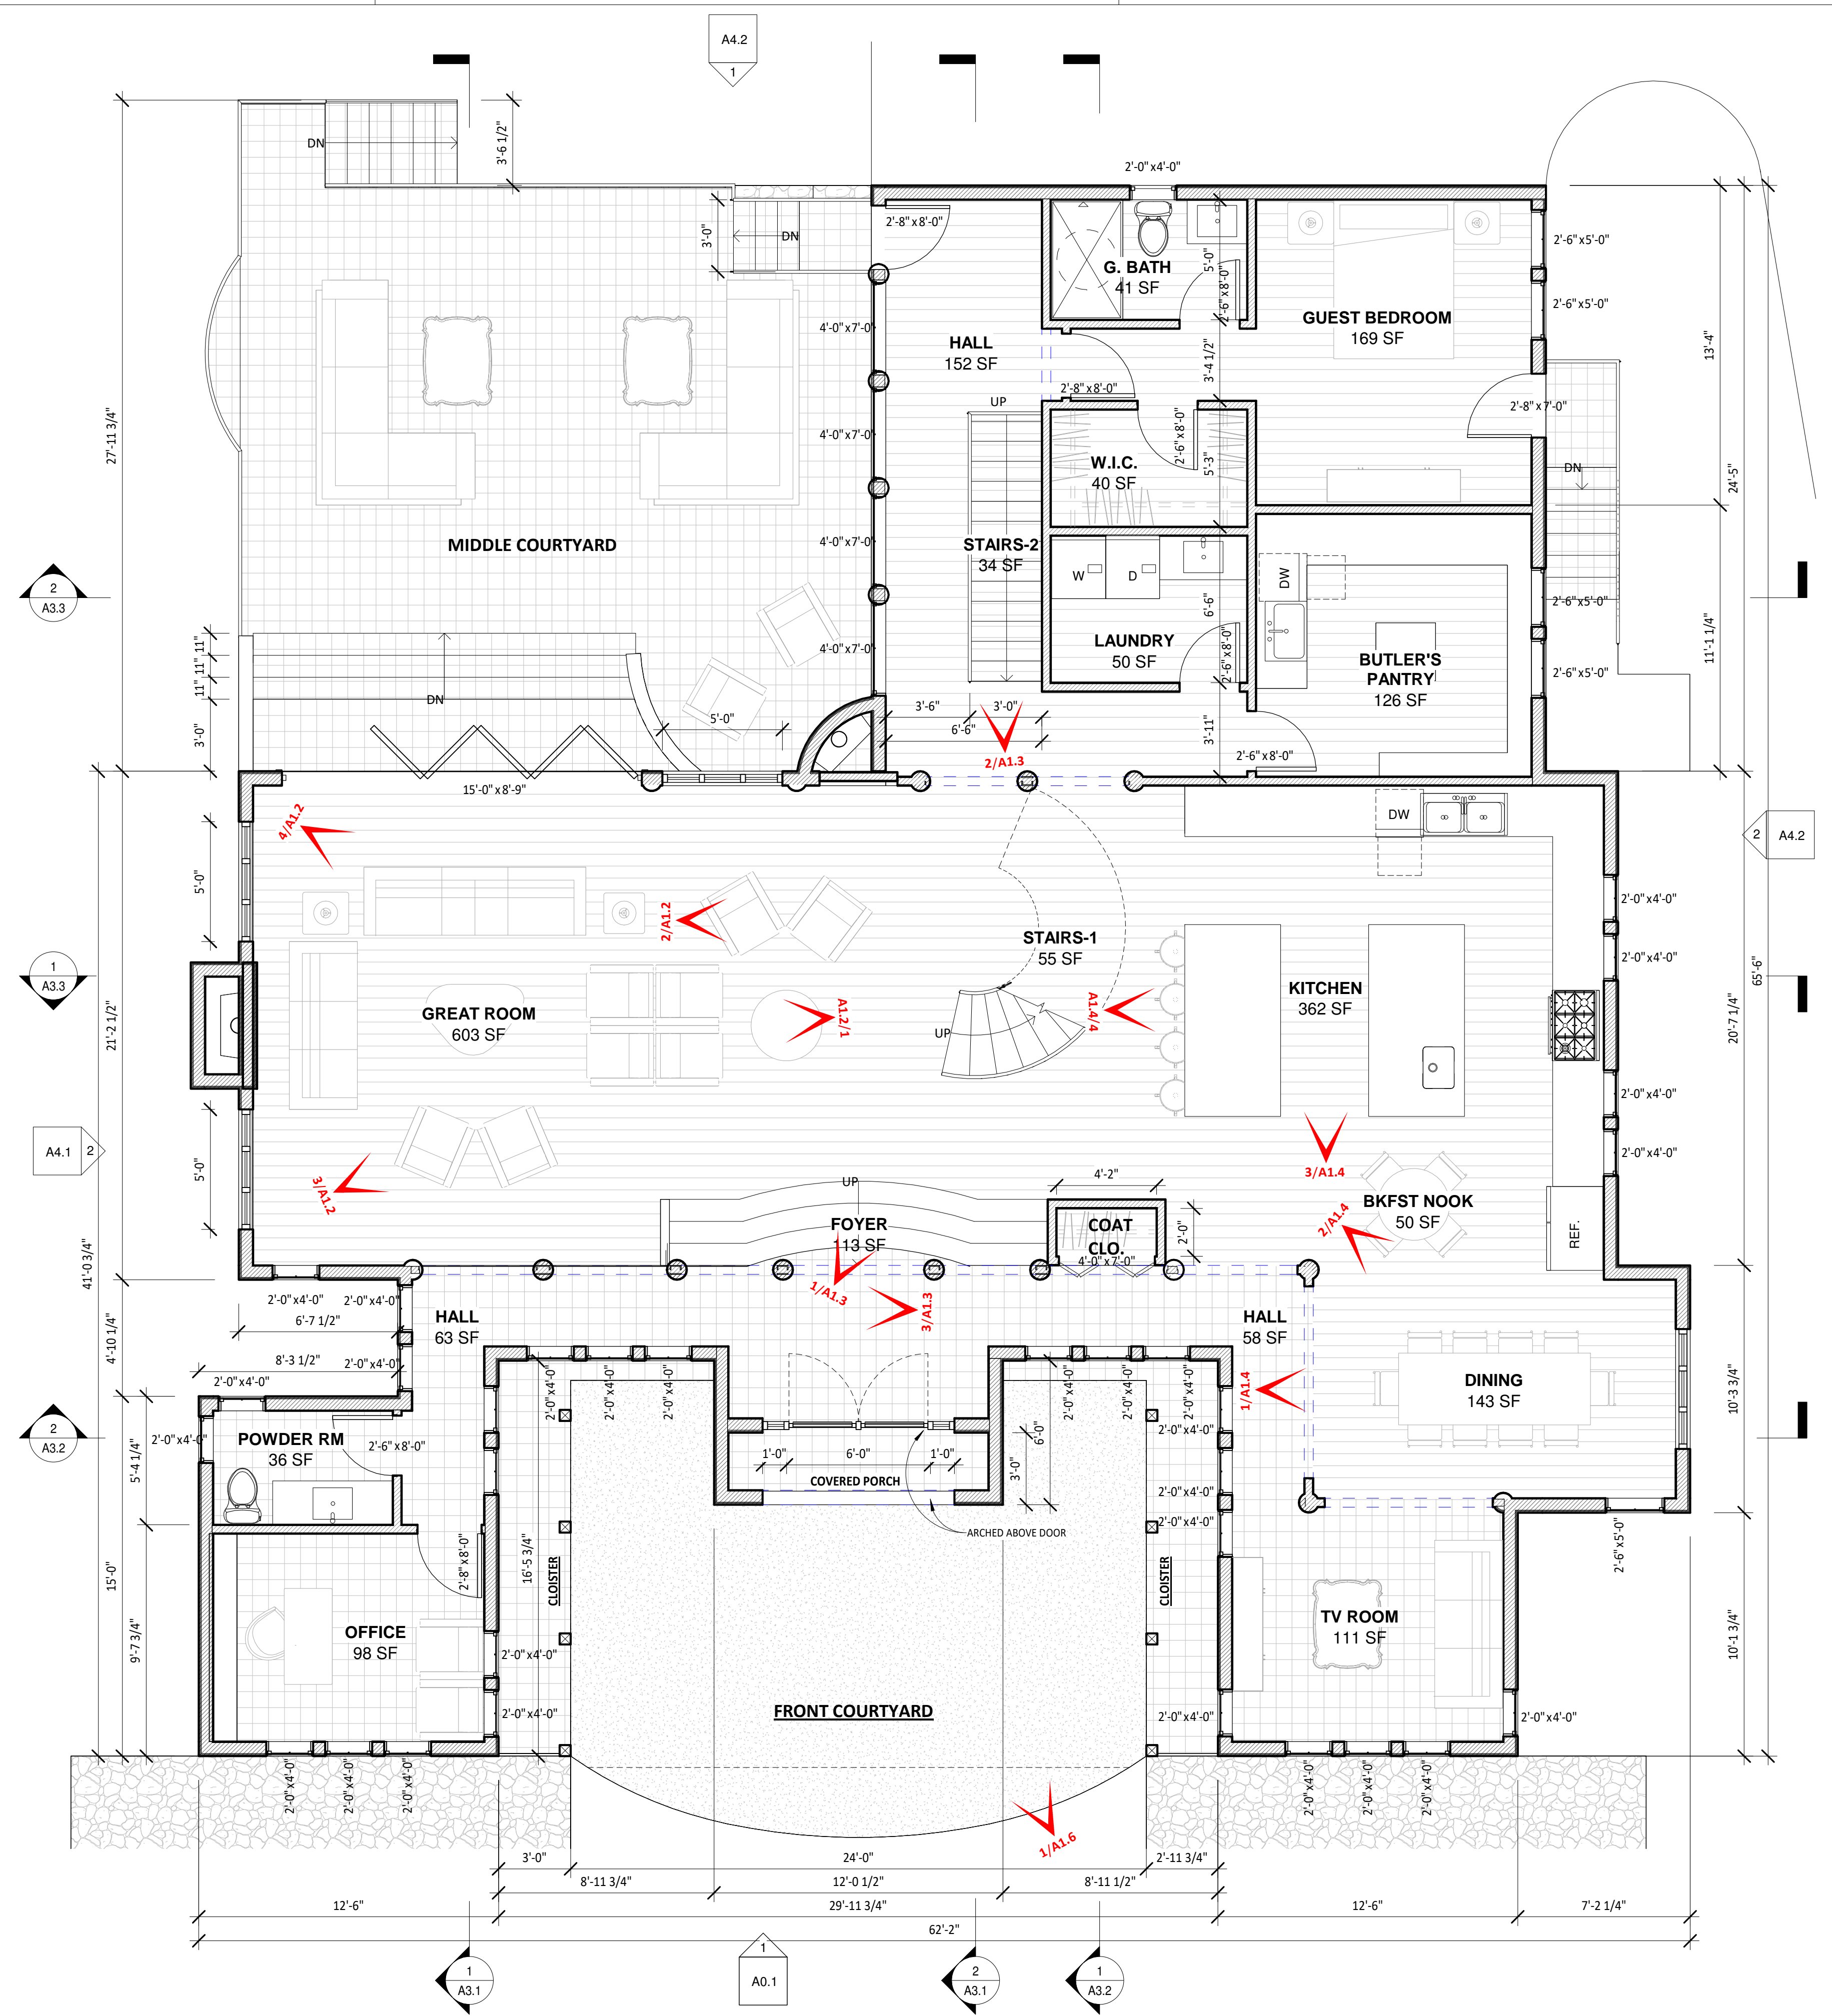 A4.2
1
DN
3'-6 1/2"
2'-0"x4'-0"
2'-8"x8'-0"
3'-0"
DN
G. BATH
41 SF
5'-0"
2'-6"x8'-0"
2'-6"x5'-0"
2'-6"x5'-0"
GUEST BEDROOM
169 SF
4'-0"x7'-0"
HALL
152 SF
3'-4 1/2"
13'-4"
2'-8"x8'-0"
UP
2'-8"x7'-0"
27'-11 3/4"
4'-0"x7'-0"
2'-6"x8'-0"
W.I.C.
40 SF
5'-3"
DN
24'-5"
MIDDLE COURTYARD
4'-0"x7'-0"
STAIRS-2
34 SF
W
D
DW
2
A3.3
2'-6"x5'-0"
6'-6"
LAUNDRY
50 SF
2'-6"x8'-0"
11'-1 1/4"
4'-0"x7'-0"
BUTLER'S
PANTRY
126 SF
2'-6"x5'-0"
11"
11"
11"
DN
3'-0"
5'-0"
3'-6"
3'-0"
6'-6"
3'-11"
2/A1.3
2'-6"x8'-0"
15'-0"x8'-9"
4/A1.2
DW
2
A4.2
5'-0"
2'-0"x4'-0"
2/A1.2
STAIRS-1
55 SF
2'-0"x4'-0"
1
A3.3
65'-6"
KITCHEN
362 SF
GREAT ROOM
603 SF
A1.2/1
A1.4/4
UP
21'-2 1/2"
20'-7 1/4"
2'-0"x4'-0"
A4.1
2
5'-0"
2'-0"x4'-0"
3/A1.2
UP
4'-2"
3/A1.4
BKFST NOOK
50 SF
FOYER
113 SF
COAT
CLO.
2'-0"
4'-0"x7'-0"
2/A1.4
REF.
41'-0 3/4"
1/A1.3
3/A1.3
2'-0"x4'-0"
2'-0"x4'-0"
6'-7 1/2"
HALL
63 SF
HALL
58 SF
4'-10 1/4"
8'-3 1/2"
2'-0"x4'-0"
2'-0"x4'-0"
2'-0"x4'-0"
2'-0"x4'-0"
2'-0"x4'-0"
2'-0"x4'-0"
2'-0"x4'-0"
2'-0"x4'-0"
2'-0"x4'-0"
1/A1.4
DINING
143 SF
10'-3 3/4"
2
A3.2
2'-0"x4'-0"
POWDER RM
36 SF
2'-6"x8'-0"
5'-4 1/4"
1'-0"
6'-0"
1'-0"
COVERED PORCH
3'-0"
6'-0"
2'-0"x4'-0"
2'-0"x4'-0"
2'-0"x4'-0"
ARCHED ABOVE DOOR
15'-0"
2'-8"x8'-0"
16'-5 3/4"
CLOISTER
CLOISTER
2'-6"x5'-0"
9'-7 3/4"
OFFICE
98 SF
2'-0"x4'-0"
TV ROOM
111 SF
10'-1 3/4"
2'-0"x4'-0"
FRONT COURTYARD
2'-0"x4'-0"
2'-0"x4'-0"
2'-0"x4'-0"
2'-0"x4'-0"
2'-0"x4'-0"
2'-0"x4'-0"
2'-0"x4'-0"
2'-0"x4'-0"
1/A1.6
3'-0"
24'-0"
2'-11 3/4"
8'-11 3/4"
12'-0 1/2"
8'-11 1/2"
12'-6"
29'-11 3/4"
12'-6"
7'-2 1/4"
62'-2"
1
A3.1
1
A0.1
2
A3.1
1
A3.2